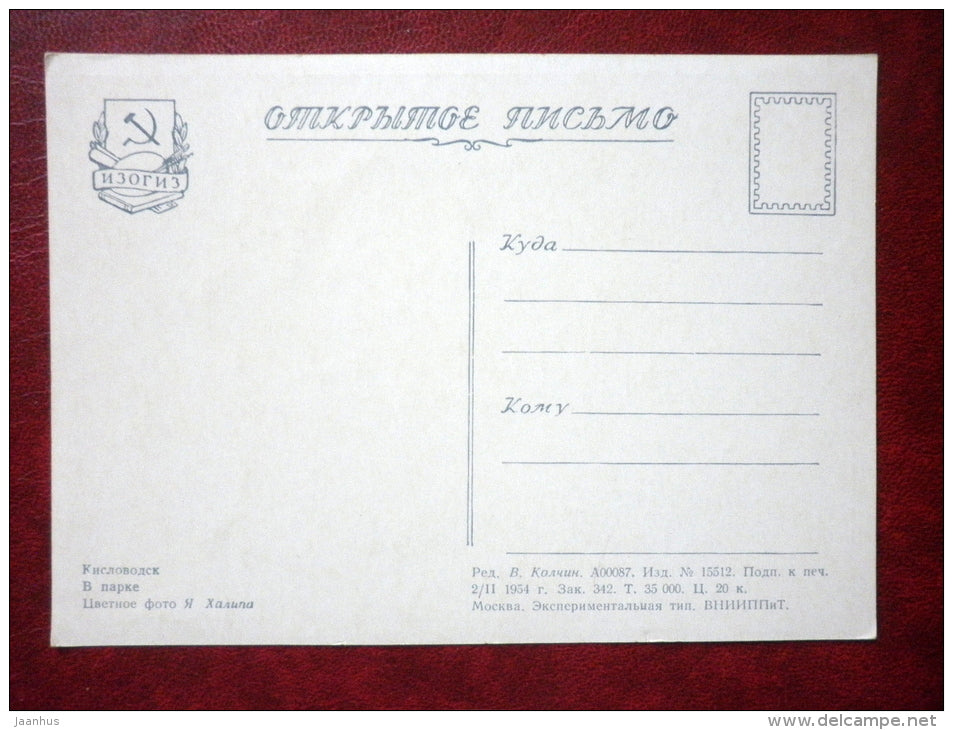 ОТКРЫТОЕ ПИСЬМО
ИЗОГИЗ
Куда
Кому
Кисловодск
В парке
Цветное фото Я Халипа
Ред. В. Колчин. А00087. Изд. № 15512. Подп. к печ.
2/II 1954 г. Зак. 342. Т. 35 000. Ц. 20 к.
Москва. Экспериментальная тип. ВНИИППиТ.
jaanhus
www.delcampe.net